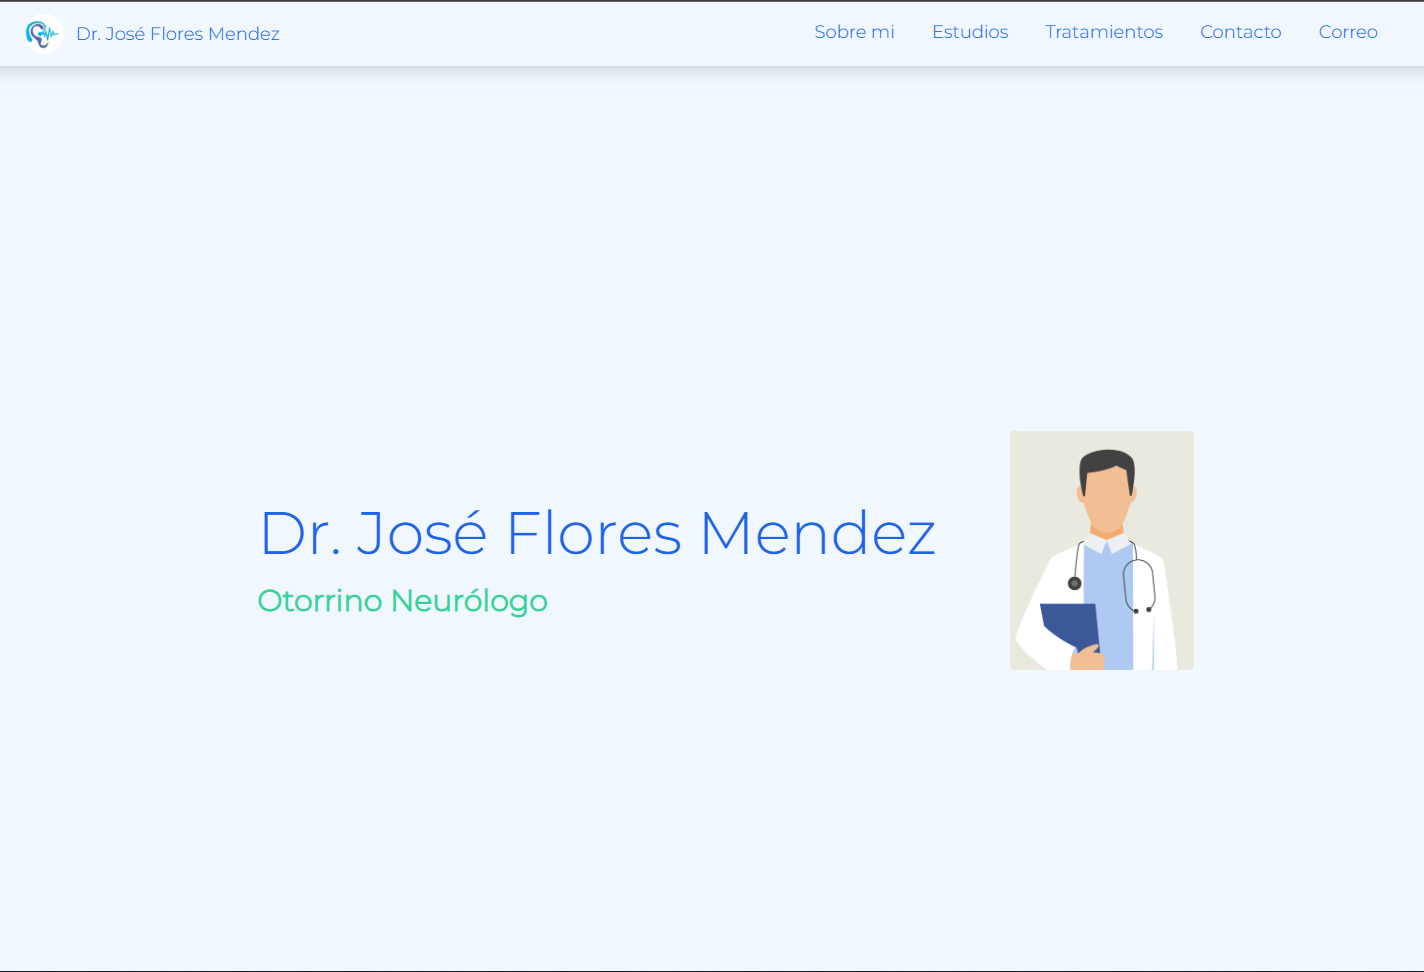 Dr. José Flores Mendez
Sobre mi Estudios Tratamientos Contacto Correo
Dr. José Flores Mendez
Otorrino Neurólogo